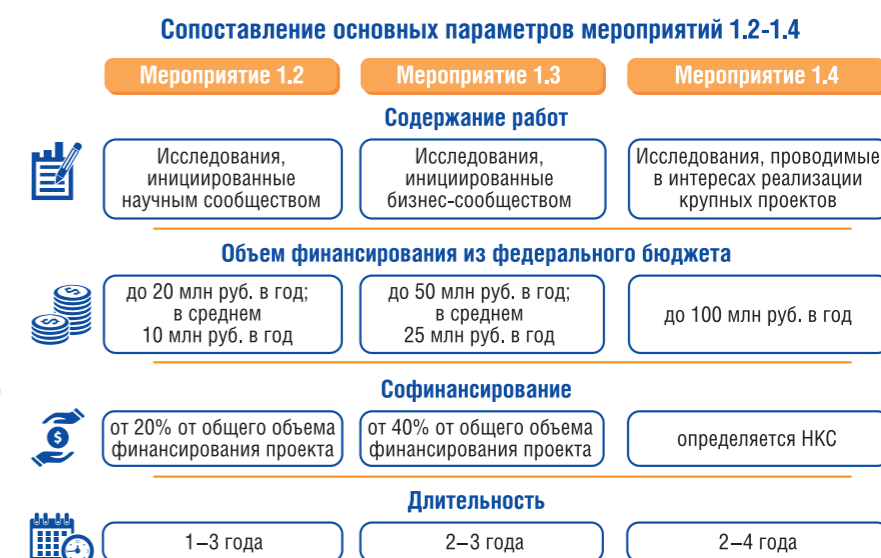 Сопоставление основных параметров мероприятий 1.2-1.4
Мероприятие 1.2
Мероприятие 1.3
Мероприятие 1.4
Содержание работ
Исследования,
инициированные
научным сообществом
Исследования,
инициированные
бизнес-сообществом
Исследования, проводимые
в интересах реализации
крупных проектов
Объем финансирования из федерального бюджета
до 20 млн руб. в год;
в среднем
10 млн руб. в год
до 50 млн руб. в год;
в среднем
25 млн руб. в год
до 100 млн руб. в год
Софинансирование
от 20% от общего объема
финансирования проекта
от 40% от общего объема
финансирования проекта
определяется НКС
Длительность
1–3 года
2–3 года
2–4 года